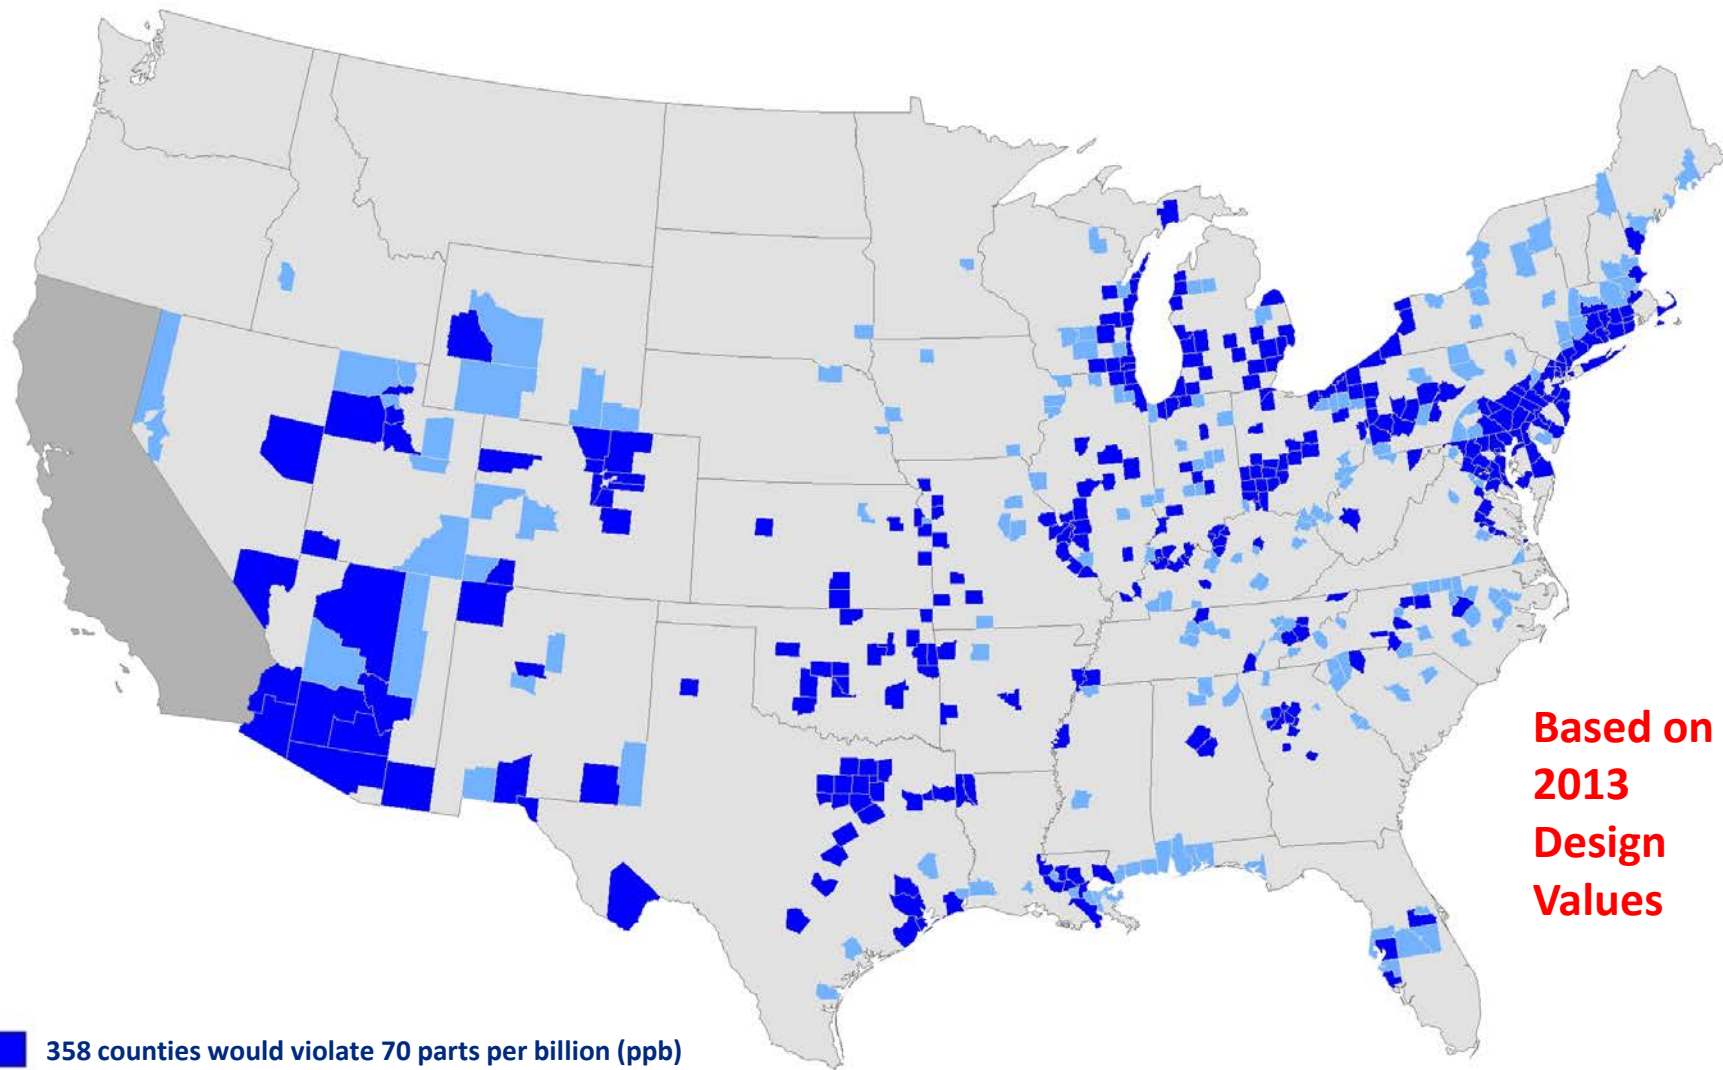 Based on
2013
Design
Values
358 counties would violate 70 parts per billion (ppb)